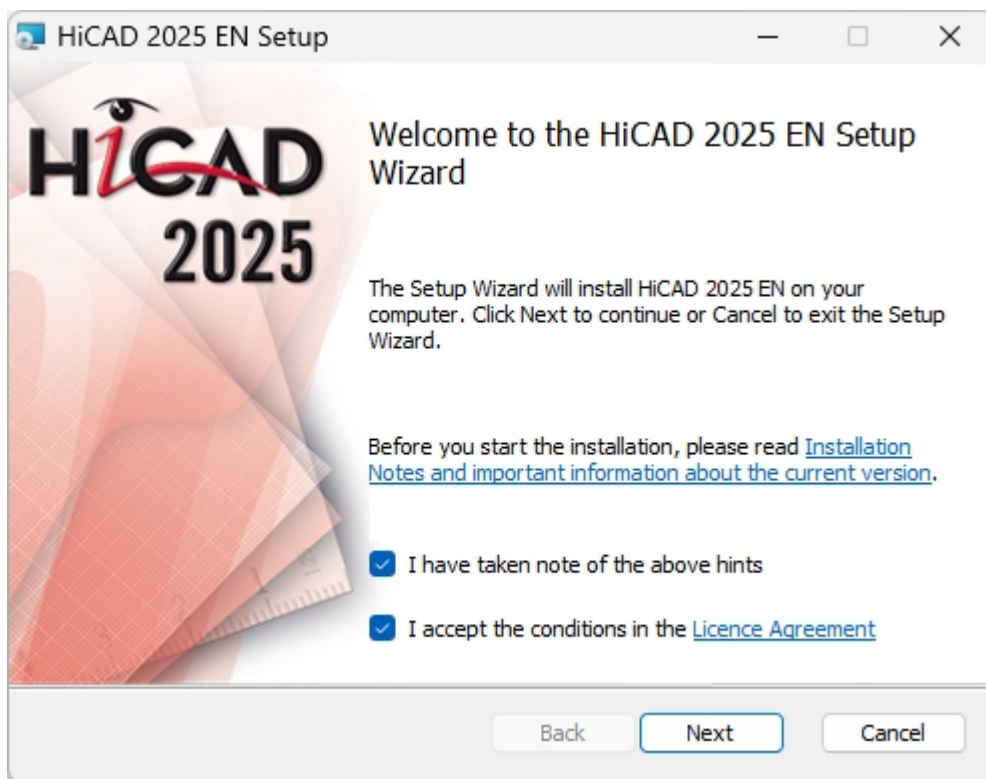 HiCAD 2025 EN Setup
HiCAD
2025
Welcome to the HiCAD 2025 EN Setup
Wizard
The Setup Wizard will install HiCAD 2025 EN on your
computer. Click Next to continue or Cancel to exit the Setup
Wizard.
Before you start the installation, please read Installation
Notes and important information about the current version.
I have taken note of the above hints
I accept the conditions in the Licence Agreement
Back
Next
Cancel